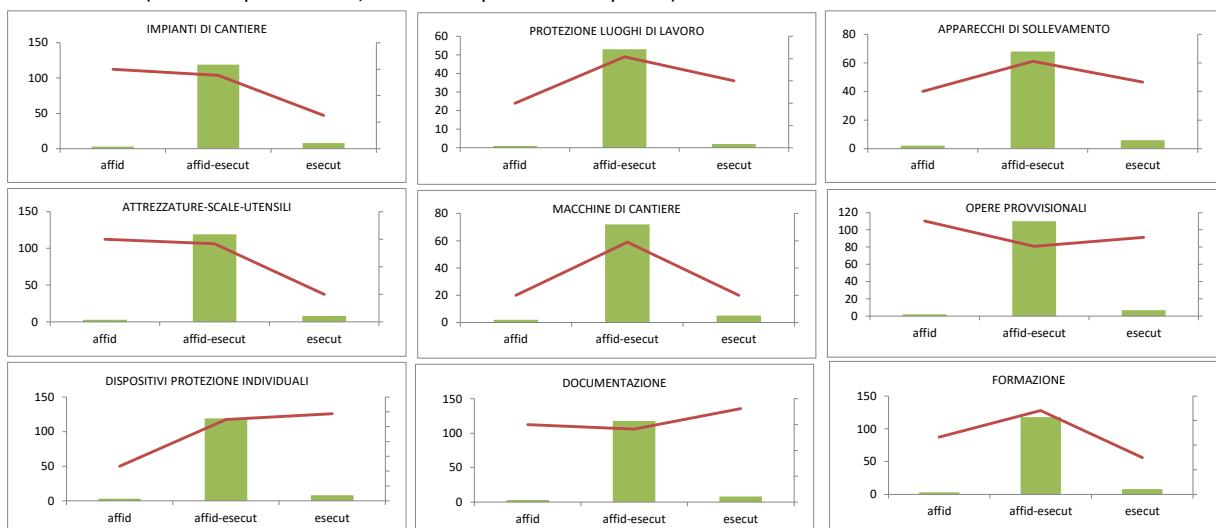 IMPIANTI DI CANTIERE
150
100
50
0
affid affid-esecut esecut
PROTEZIONE LUOGHI DI LAVORO
60
50
40
30
20
10
0
affid affid-esecut esecut
APPARECCHI DI SOLLEVAMENTO
80
60
40
20
0
affid affid-esecut esecut
ATTREZZATURE-SCALE-UTENSILI
150
100
50
0
affid affid-esecut esecut
MACCHINE DI CANTIERE
80
60
40
20
0
affid affid-esecut esecut
OPERE PROVVISIONALI
120
100
80
60
40
20
0
affid affid-esecut esecut
DISPOSITIVI PROTEZIONE INDIVIDUALI
150
100
50
0
affid affid-esecut esecut
DOCUMENTAZIONE
150
100
50
0
affid affid-esecut esecut
FORMAZIONE
150
100
50
0
affid affid-esecut esecut